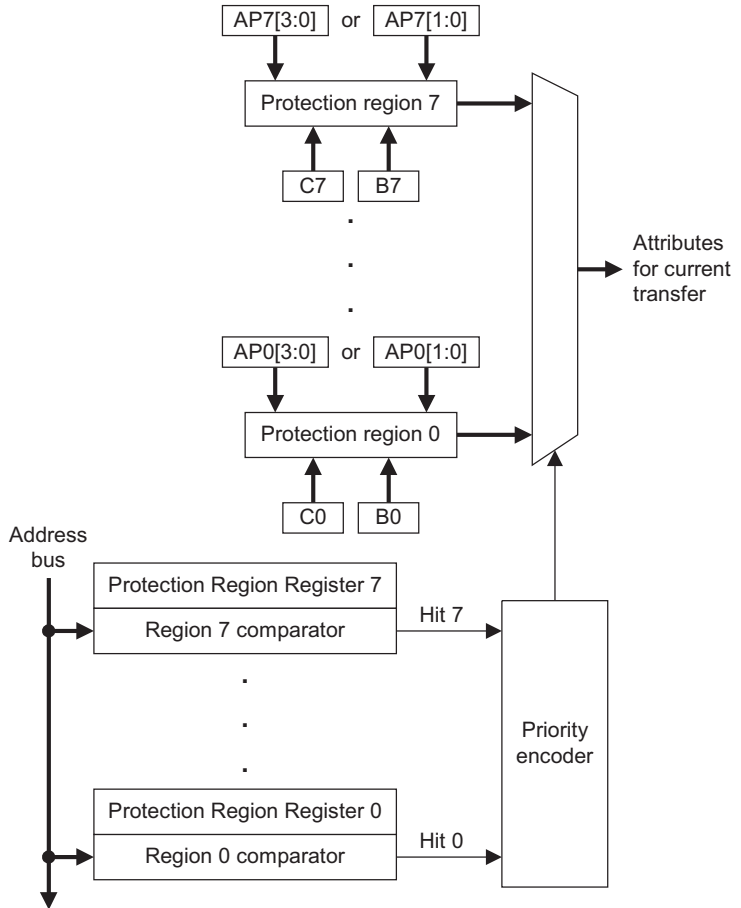 AP7[3:0] or AP7[1:0]
Protection region 7
C7 B7
Attributes
for current
transfer
AP0[3:0] or AP0[1:0]
Protection region 0
C0 B0
Address
bus
Protection Region Register 7
Region 7 comparator
Hit 7
Priority
encoder
Protection Region Register 0
Region 0 comparator
Hit 0